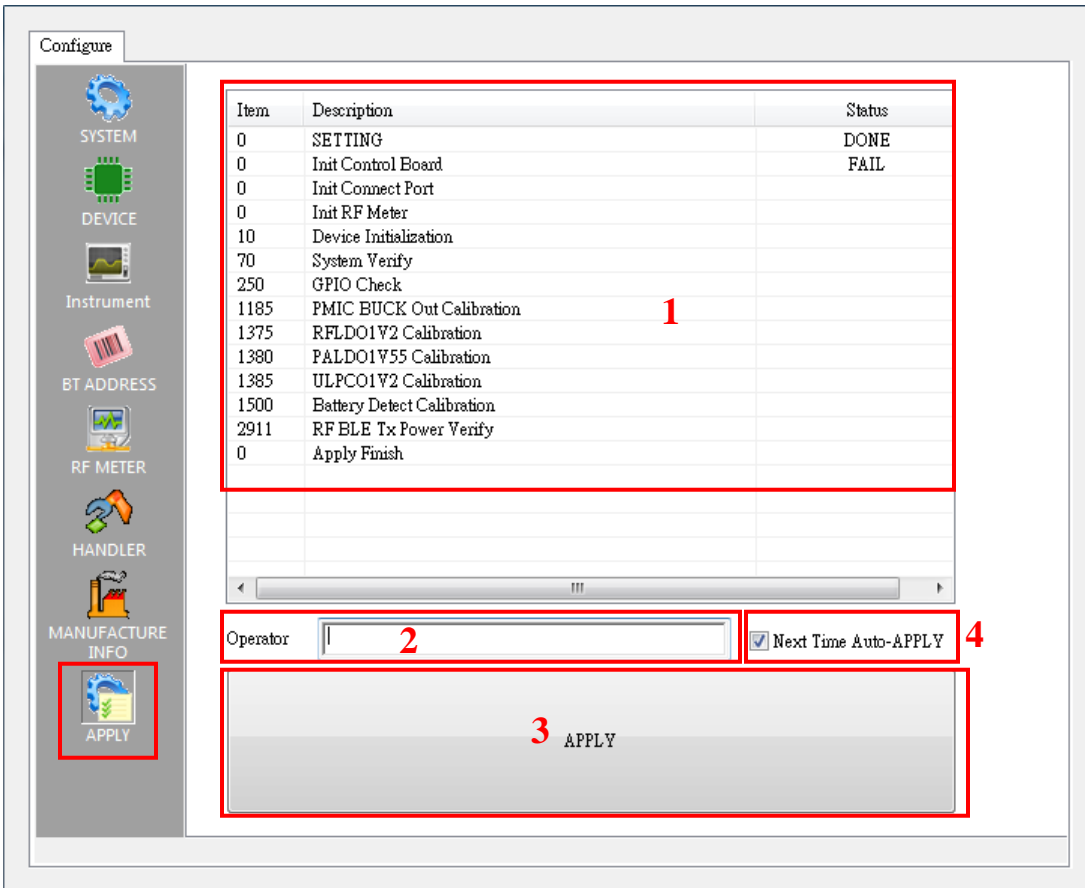 Configure
SYSTEM
DEVICE
Instrument
BT ADDRESS
RF METER
HANDLER
MANUFACTURE
INFO
APPLY
Item Description Status
0 SETTING DONE
0 Init Control Board FAIL
0 Init Connect Port
0 Init RF Meter
10 Device Initialization
70 System Verify
250 GPIO Check
1185 PMIC BUCK Out Calibration
1375 RFLDO1V2 Calibration
1380 PALDO1V55 Calibration
1385 ULPCO1V2 Calibration
1500 Battery Detect Calibration
2911 RF BLE Tx Power Verify
0 Apply Finish
1
Operator 2
Next Time Auto-APPLY 4
3 APPLY